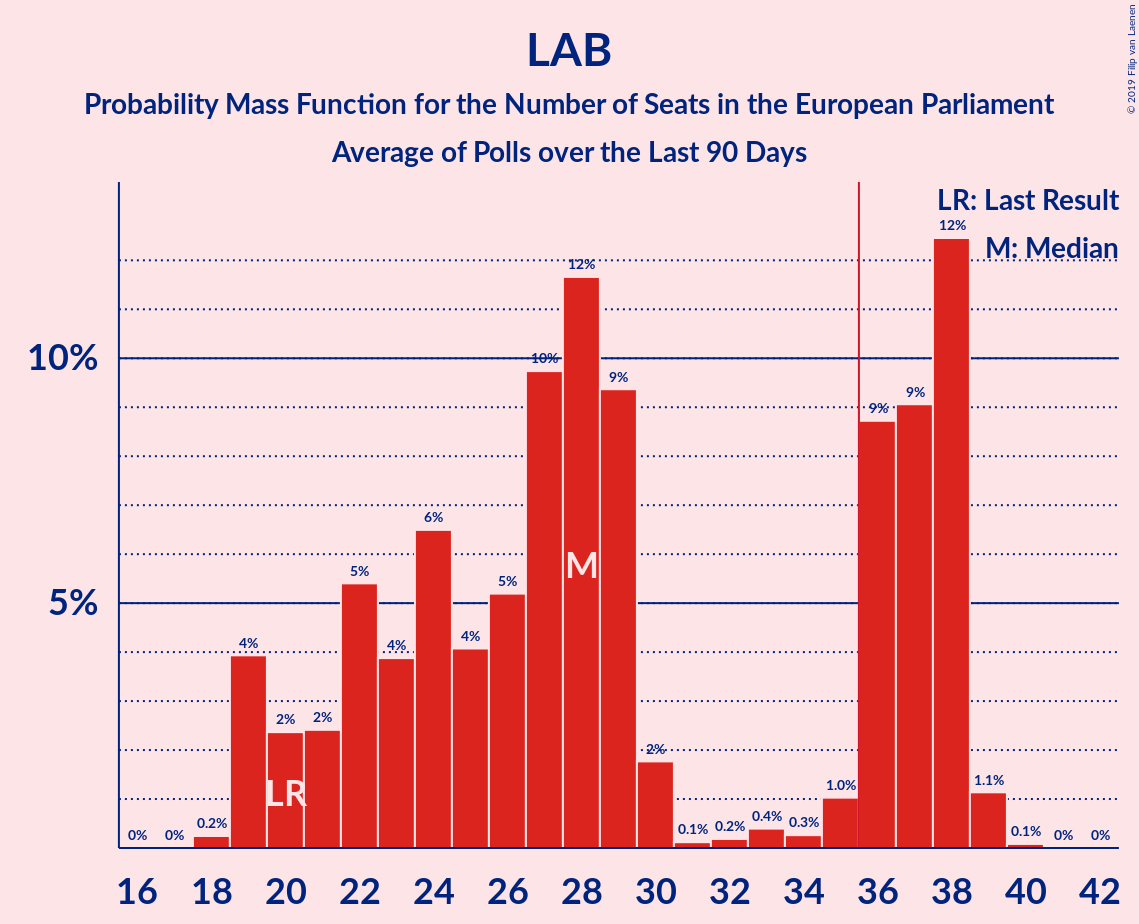 LAB
Probability Mass Function for the Number of Seats in the European Parliament
Average of Polls over the Last 90 Days
© 2019 Filip van Laenen
LR: Last Result
M: Median
10%
5%
0% 0% 0.2% 4% 2% 2% 5% 4% 6% 4% 5% 10% 12% 9% 2% 0.1% 0.2% 0.4% 0.3% 1.0% 9% 9% 12% 1.1% 0.1% 0% 0%
M
LR
16 18 20 22 24 26 28 30 32 34 36 38 40 42